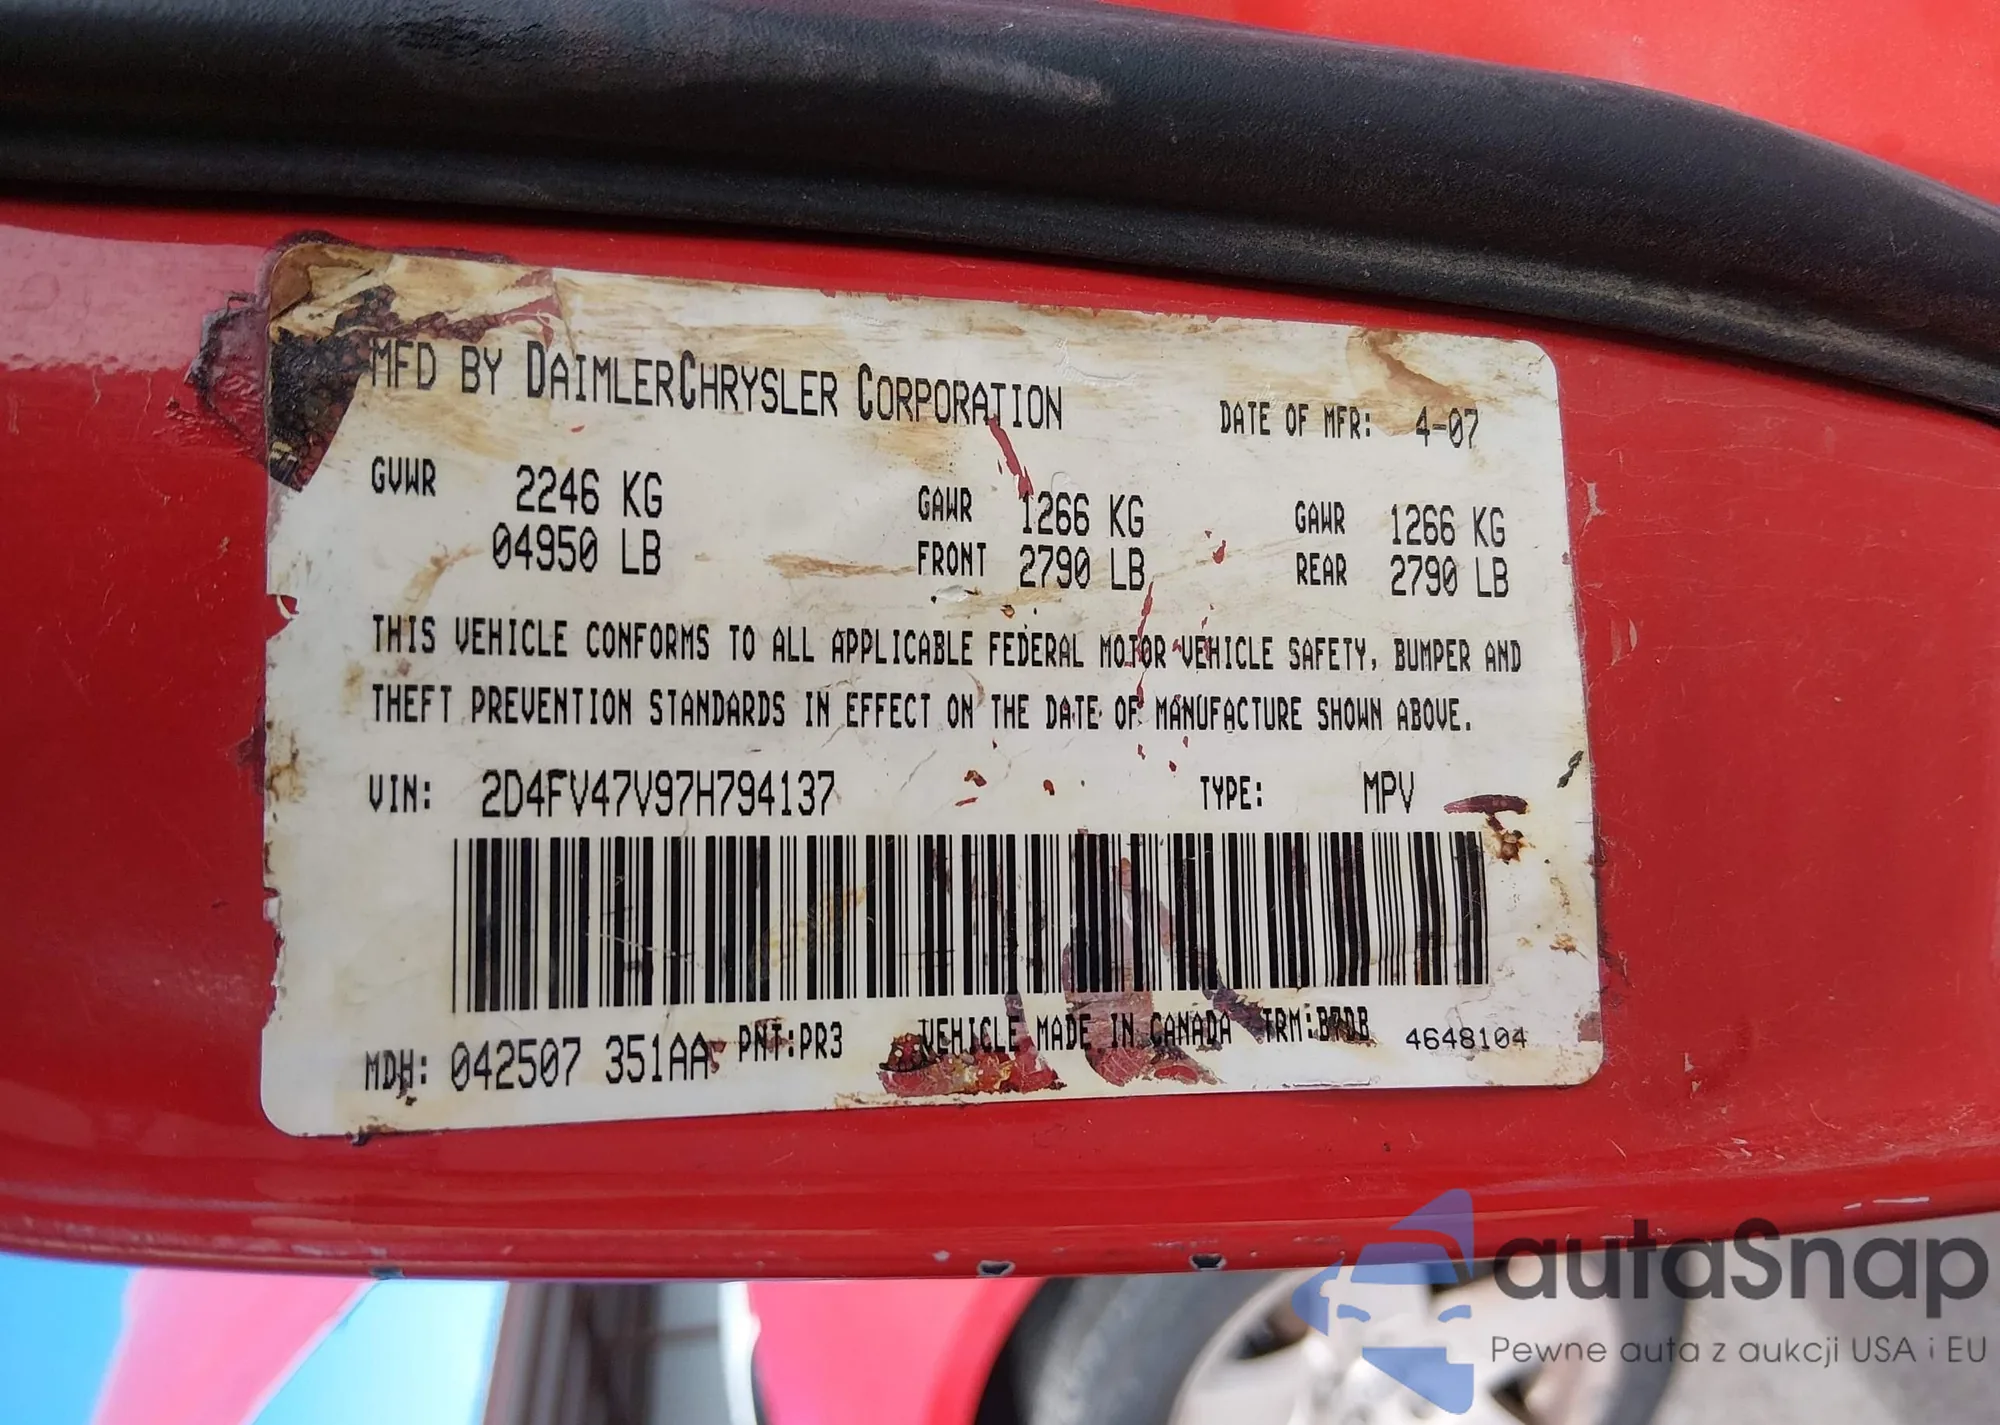 MFD BY DAIMLERCHRYSLER CORPORATION DATE OF MFR: 4-07
GVWR 2246 KG GAWR 1266 KG GAWR 1266 KG
04950 LB FRONT 2790 LB REAR 2790 LB
THIS VEHICLE CONFORMS TO ALL APPLICABLE FEDERAL MOTOR VEHICLE SAFETY, BUMPER AND
THEFT PREVENTION STANDARDS IN EFFECT ON THE DATE OF MANUFACTURE SHOWN ABOVE.
VIN: 2D4FV47V97H794137 TYPE: MPV
MDH: 042507 351AA PNT:PR3 VEHICLE MADE IN CANADA TRM:B7DB 4648104
autaSnap
Pewne auta z aukcji USA i EU